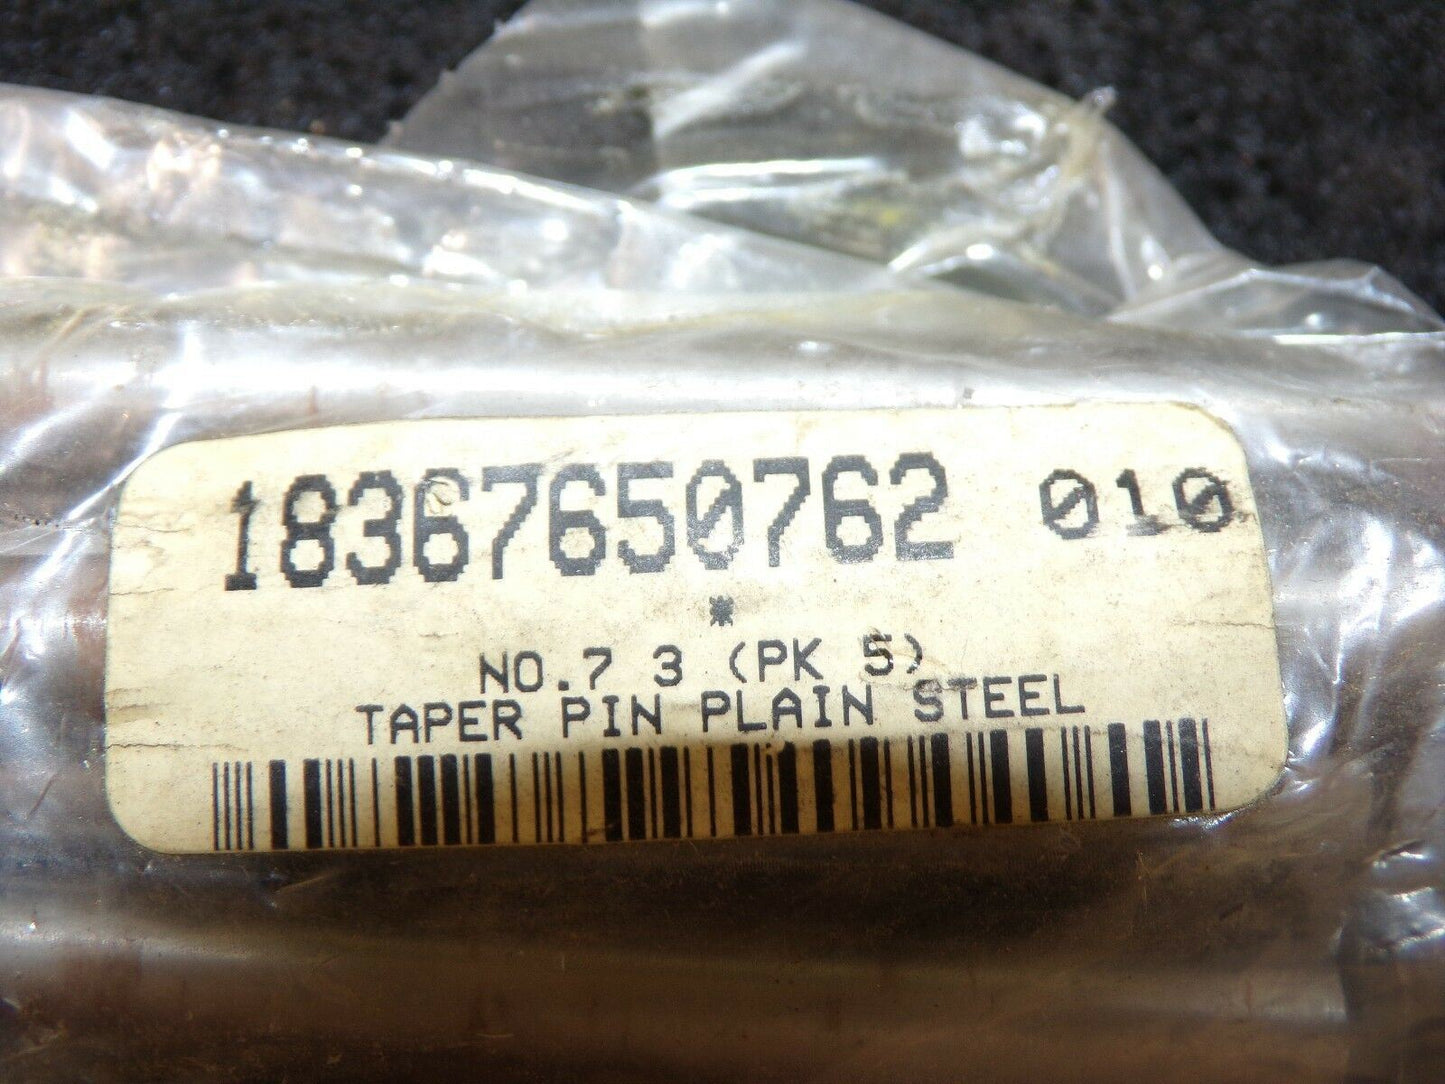 18367650762 010
*
NO.7 3 (PK 5)
TAPER PIN PLAIN STEEL